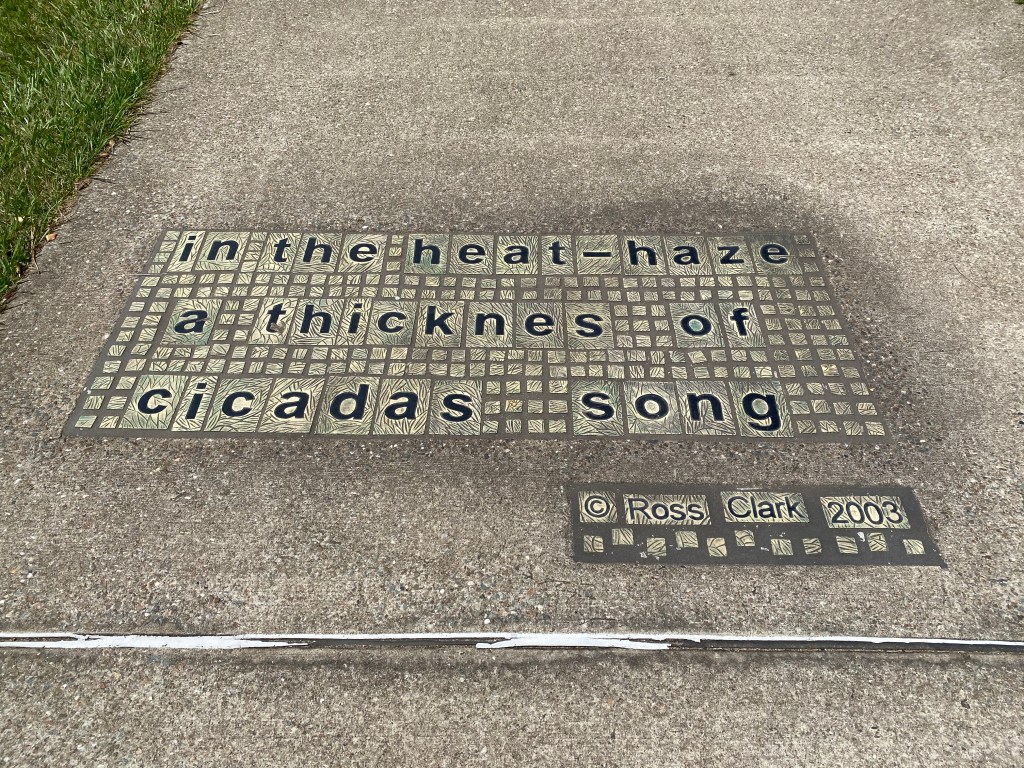 in the heat-haze
a thicknes of
cicadas song
© Ross Clark 2003